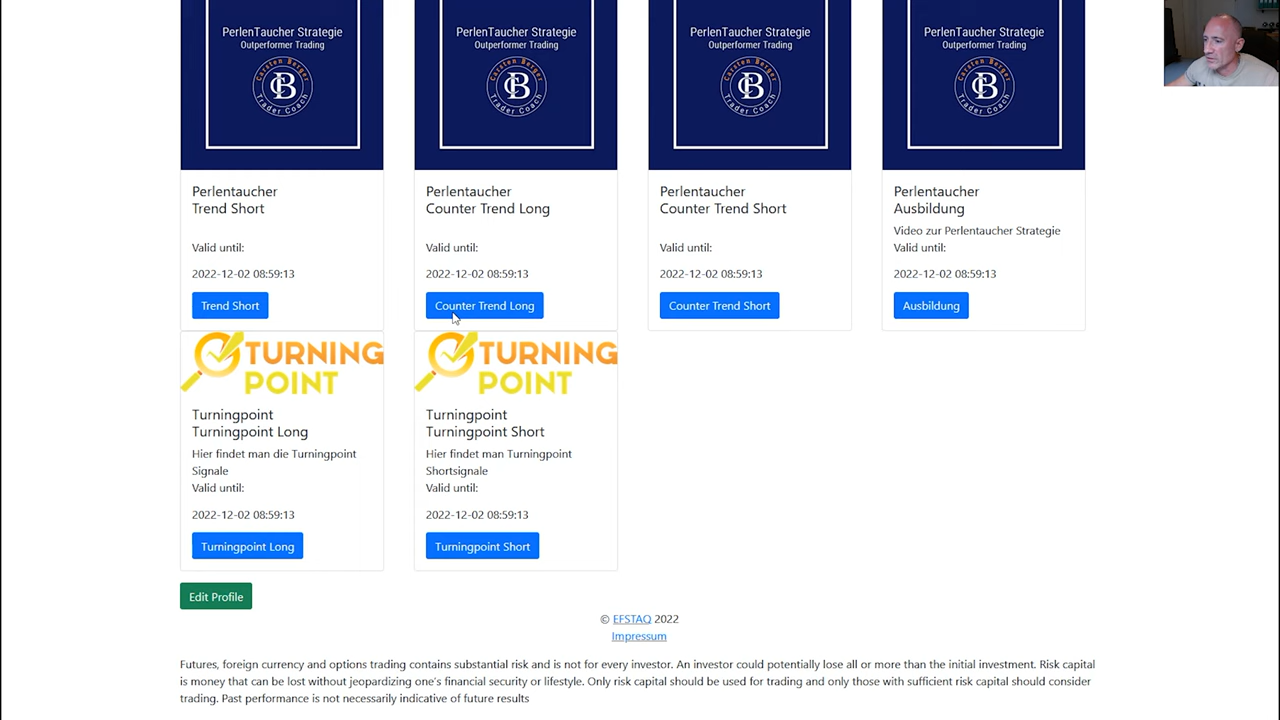 PerlenTaucher Strategie
Outperformer Trading
Carsten Berger
CB
Trader Coach
Perlentaucher
Trend Short
Valid until:
2022-12-02 08:59:13
Trend Short
PerlenTaucher Strategie
Outperformer Trading
Carsten Berger
CB
Trader Coach
Perlentaucher
Counter Trend Long
Valid until:
2022-12-02 08:59:13
Counter Trend Long
PerlenTaucher Strategie
Outperformer Trading
Carsten Berger
CB
Trader Coach
Perlentaucher
Counter Trend Short
Valid until:
2022-12-02 08:59:13
Counter Trend Short
PerlenTaucher Strategie
Outperformer Trading
Carsten Berger
CB
Trader Coach
Perlentaucher
Ausbildung
Video zur Perlentaucher Strategie
Valid until:
2022-12-02 08:59:13
Ausbildung
TURNING
POINT
Turningpoint
Turningpoint Long
Hier findet man die Turningpoint
Signale
Valid until:
2022-12-02 08:59:13
Turningpoint Long
TURNING
POINT
Turningpoint
Turningpoint Short
Hier findet man Turningpoint
Shortsignale
Valid until:
2022-12-02 08:59:13
Turningpoint Short
Edit Profile
© EFSTAQ 2022
Impressum
Futures, foreign currency and options trading contains substantial risk and is not for every investor. An investor could potentially lose all or more than the initial investment. Risk capital
is money that can be lost without jeopardizing one's financial security or lifestyle. Only risk capital should be used for trading and only those with sufficient risk capital should consider
trading. Past performance is not necessarily indicative of future results